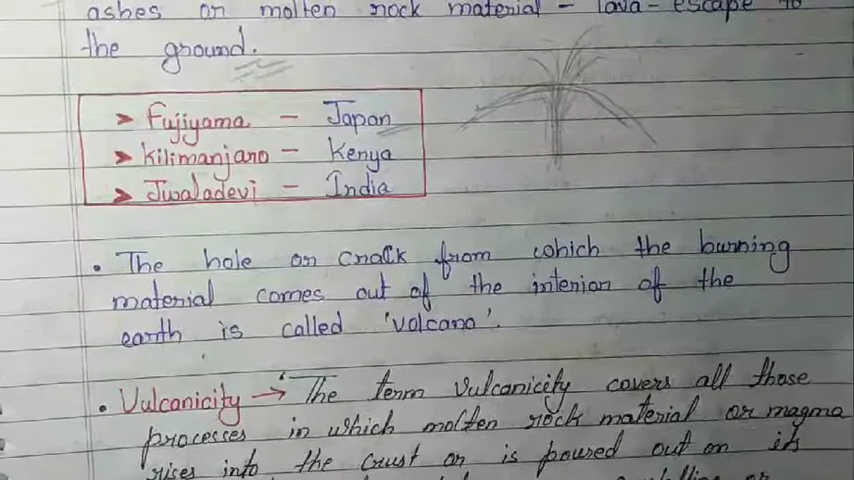 ashes or molten rock material - lava - escape to
the ground.
➤ Fujiyama - Japan
➤ Kilimanjaro - Kenya
➤ Jwaladevi - India
• The hole or crack from which the burning
material comes out of the interior of the
earth is called 'volcano'.
• Vulcanicity → 'The term vulcanicity covers all those
processes in which molten rock material or magma
rises into the crust or is poured out on its